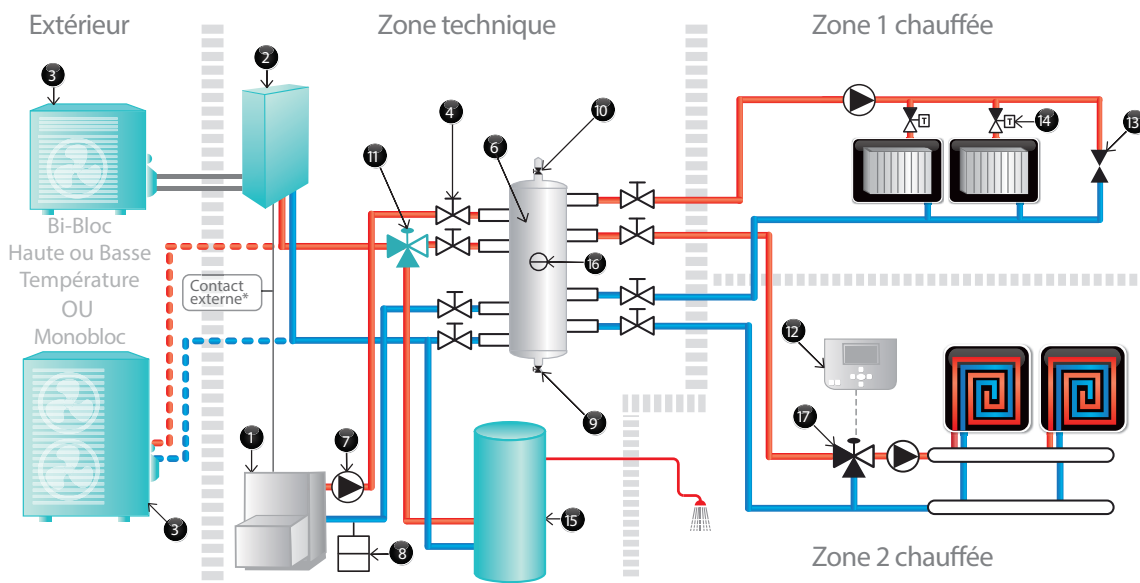 Extérieur
Zone technique
Zone 1 chauffée
2
3
4
10
6
14
13
11
T
T
Bi-Bloc
Haute ou Basse
Température
OU
Monobloc
16
Contact
externe*
12
9
17
1
7
15
3
8
Zone 2 chauffée